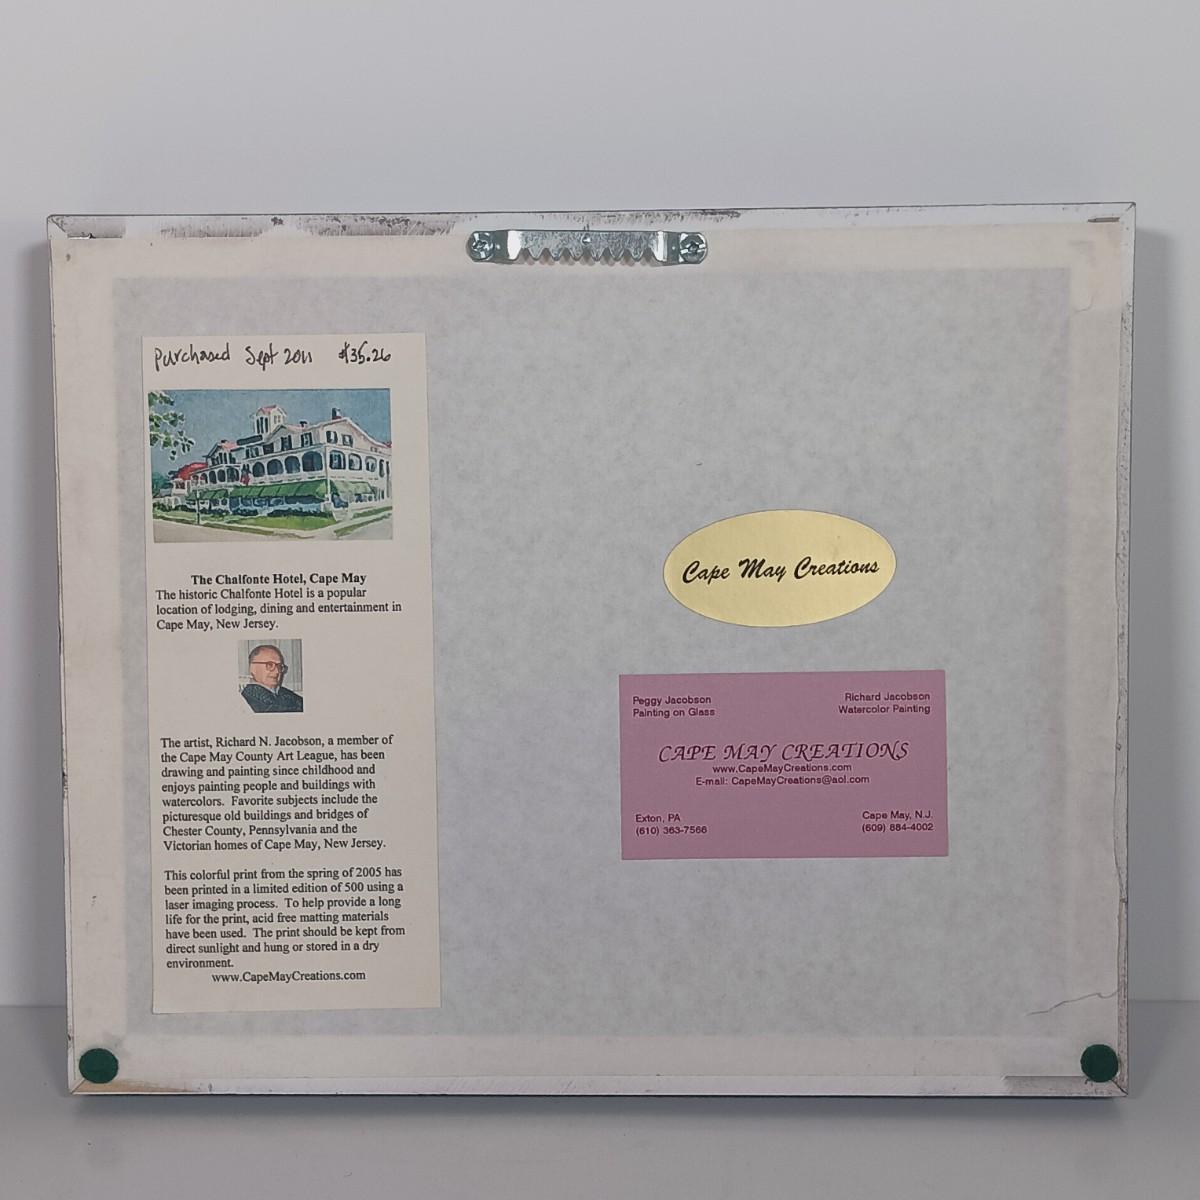 Purchased Sept 2011 $35.26
The Chalfonte Hotel, Cape May
The historic Chalfonte Hotel is a popular
location of lodging, dining and entertainment in
Cape May, New Jersey.
The artist, Richard N. Jacobson, a member of
the Cape May County Art League, has been
drawing and painting since childhood and
enjoys painting people and buildings with
watercolors. Favorite subjects include the
picturesque old buildings and bridges of
Chester County, Pennsylvania and the
Victorian homes of Cape May, New Jersey.
This colorful print from the spring of 2005 has
been printed in a limited edition of 500 using a
laser imaging process. To help provide a long
life for the print, acid free matting materials
have been used. The print should be kept from
direct sunlight and hung or stored in a dry
environment.
www.CapeMayCreations.com
Cape May Creations
Peggy Jacobson
Painting on Glass
Richard Jacobson
Watercolor Painting
CAPE MAY CREATIONS
www.CapeMayCreations.com
E-mail: CapeMayCreations@aol.com
Exton, PA
(610) 363-7566
Cape May, N.J.
(609) 884-4002